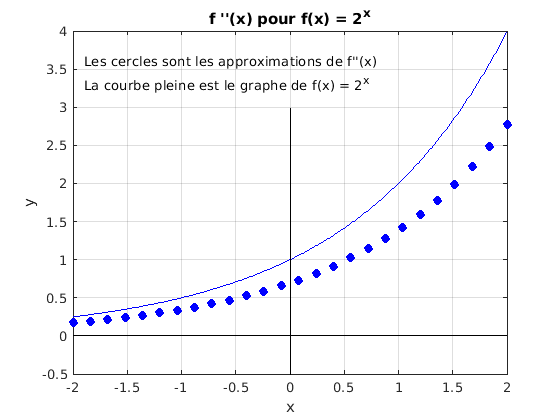 f ''(x) pour f(x) = 2^x
Les cercles sont les approximations de f''(x)
La courbe pleine est le graphe de f(x) = 2^x
4
3.5
3
2.5
2
1.5
1
0.5
0
-0.5
y
-2 -1.5 -1 -0.5 0 0.5 1 1.5 2
x